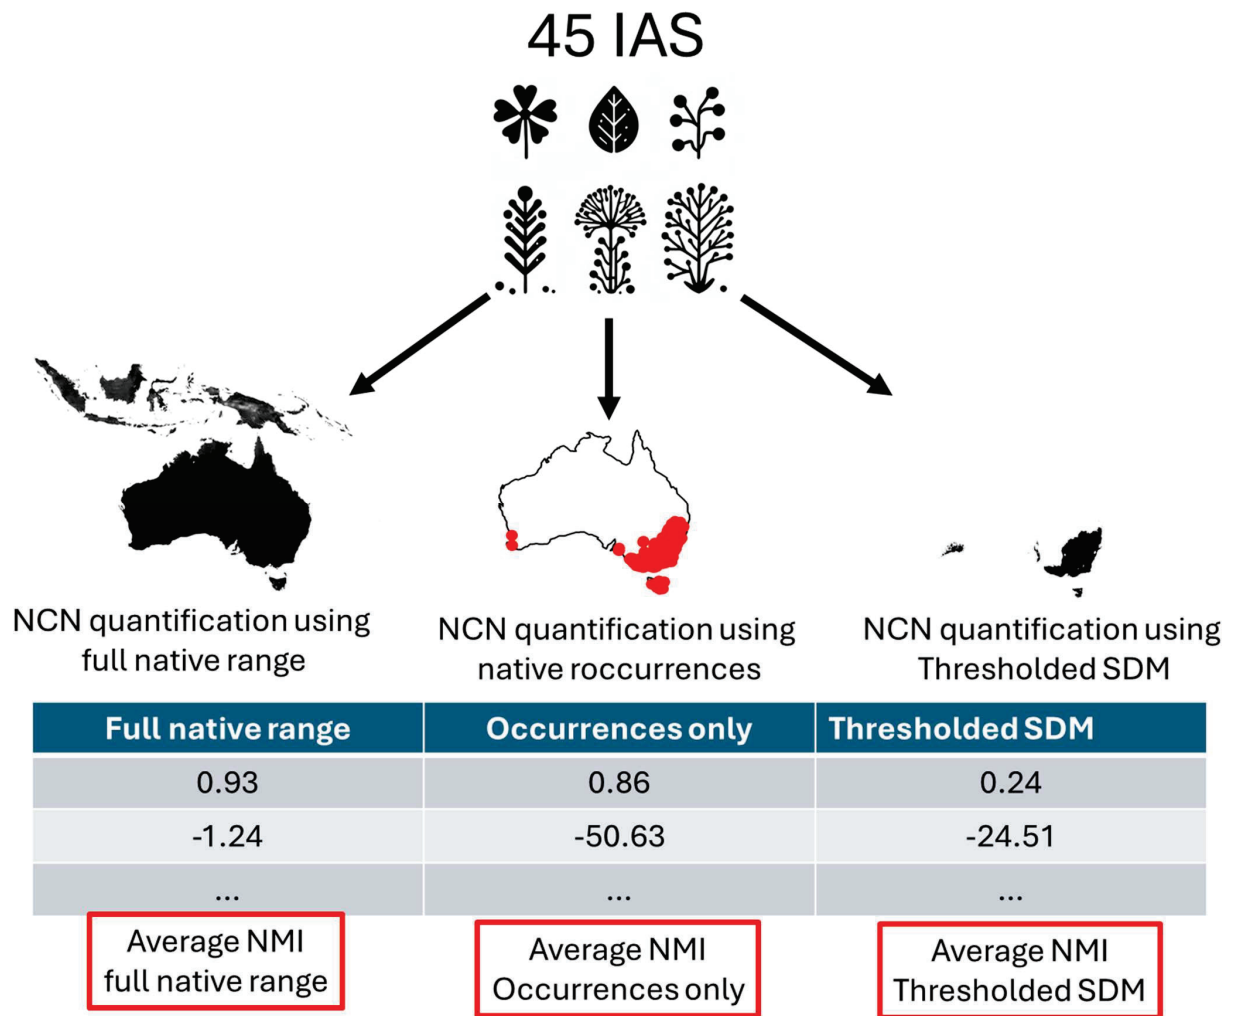 45 IAS
NCN quantification using
full native range
NCN quantification using
native roccurrences
NCN quantification using
Thresholded SDM
Full native range
Occurrences only
Thresholded SDM
0.93
0.86
0.24
-1.24
-50.63
-24.51
...
...
...
Average NMI
full native range
Average NMI
Occurrences only
Average NMI
Thresholded SDM